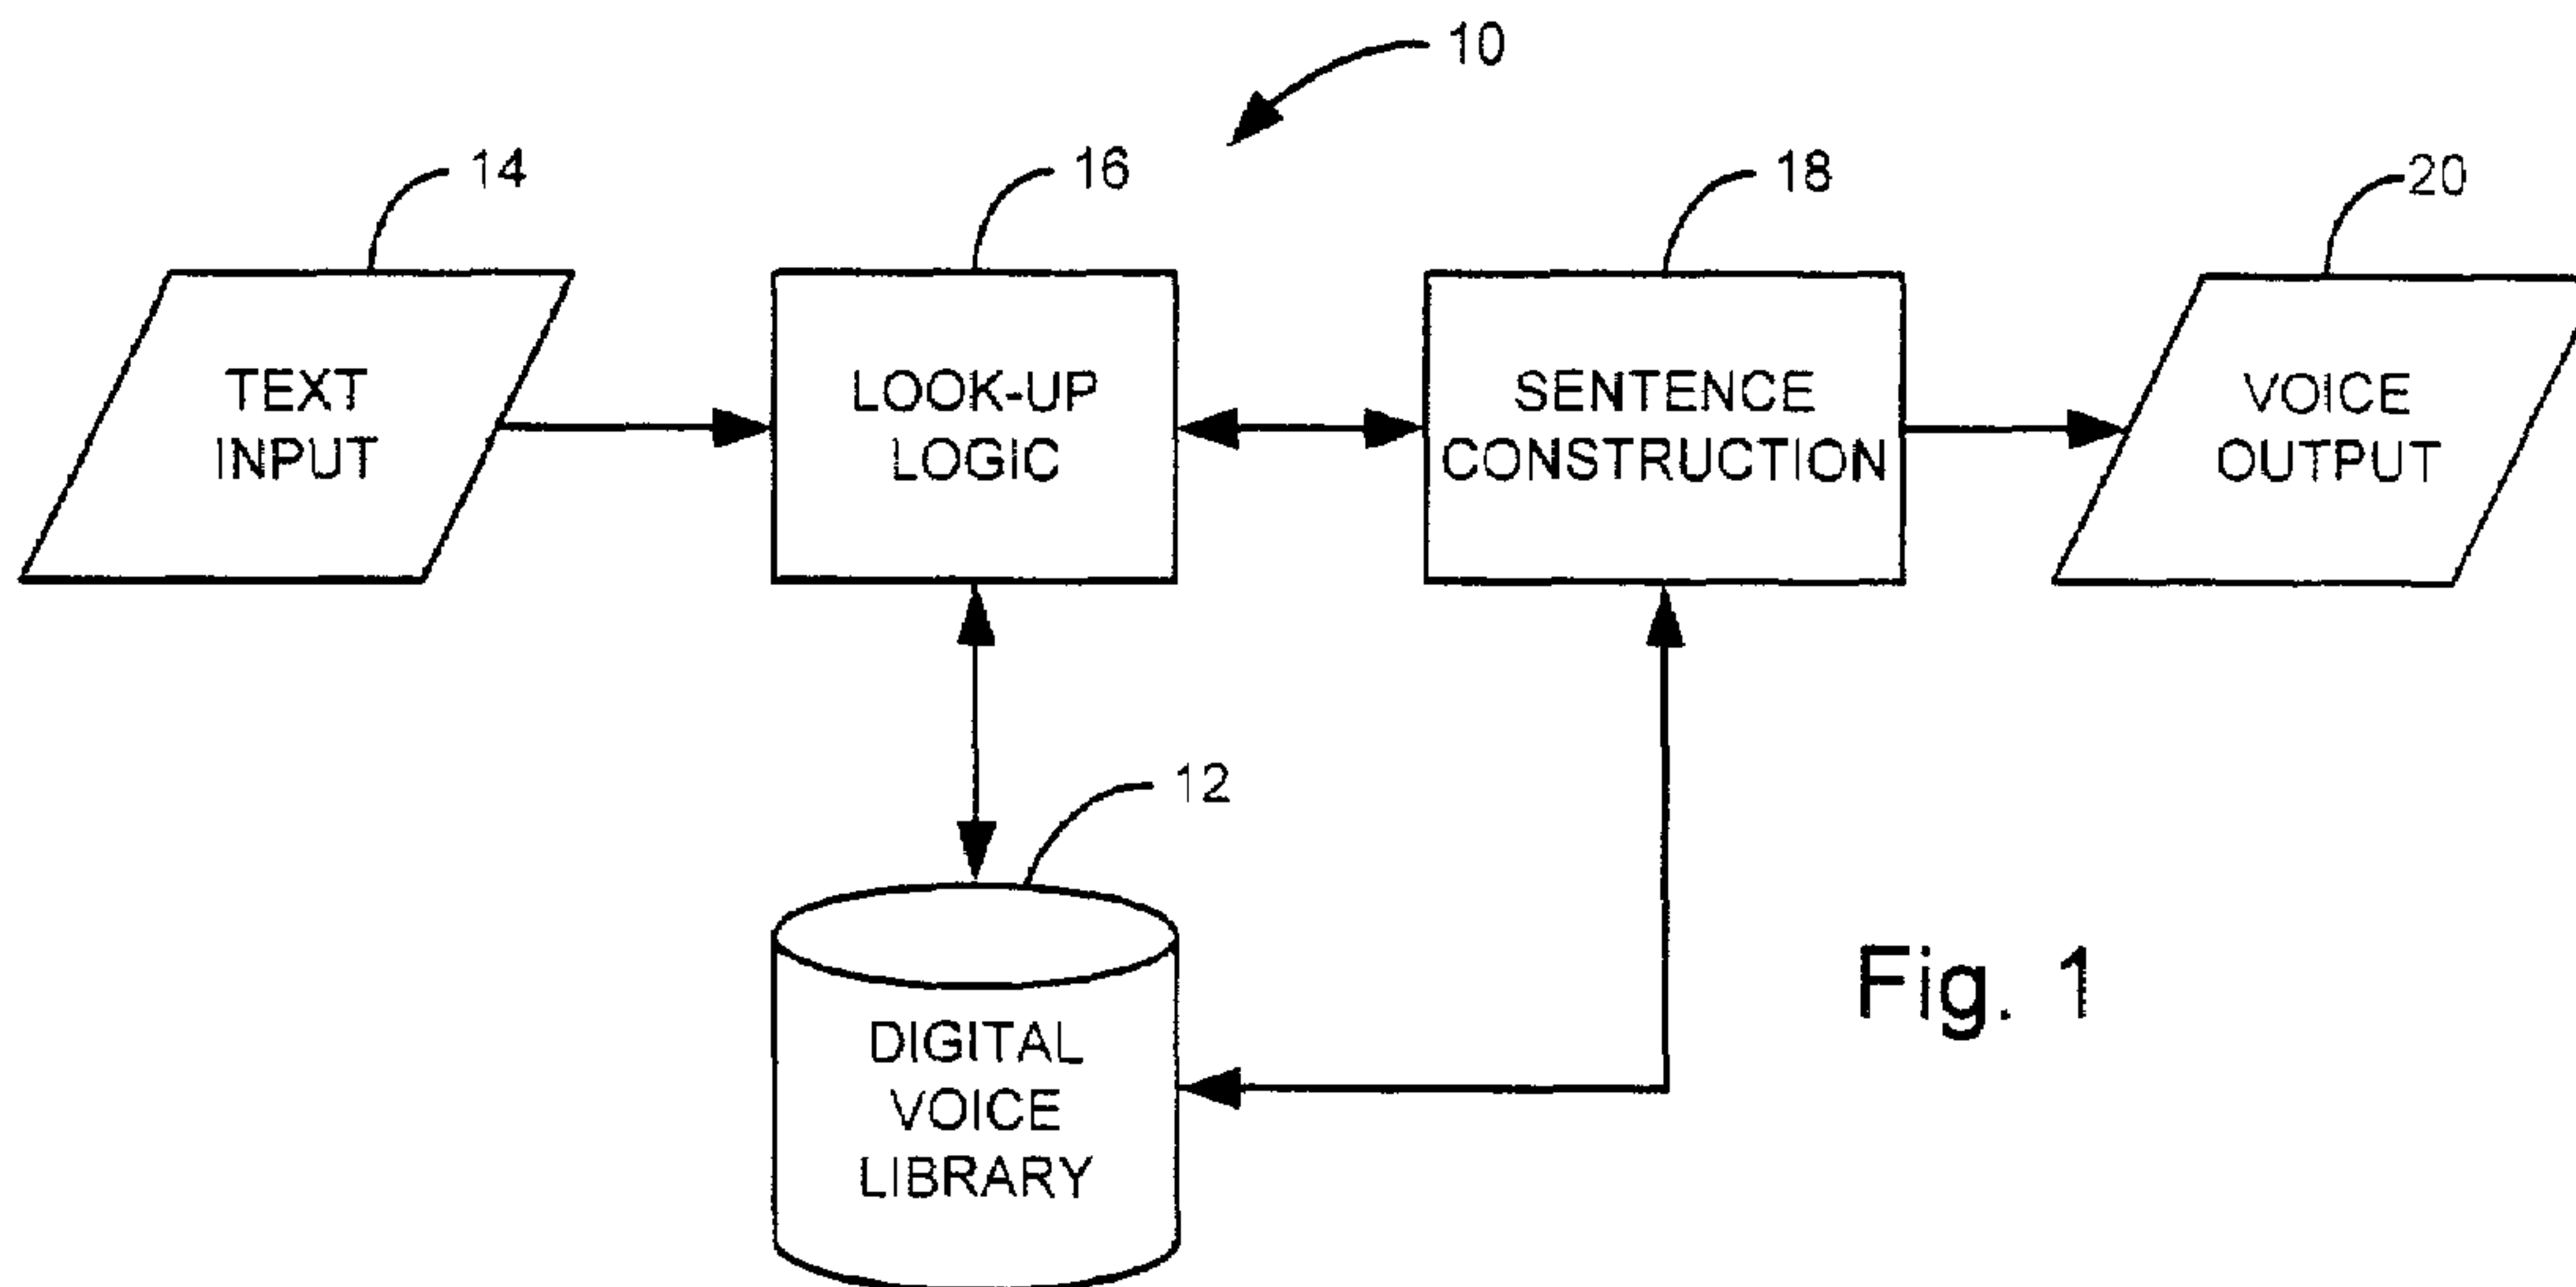 10
14
16
18
20
TEXT
INPUT
LOOK-UP
LOGIC
SENTENCE
CONSTRUCTION
VOICE
OUTPUT
12
DIGITAL
VOICE
LIBRARY
Fig. 1